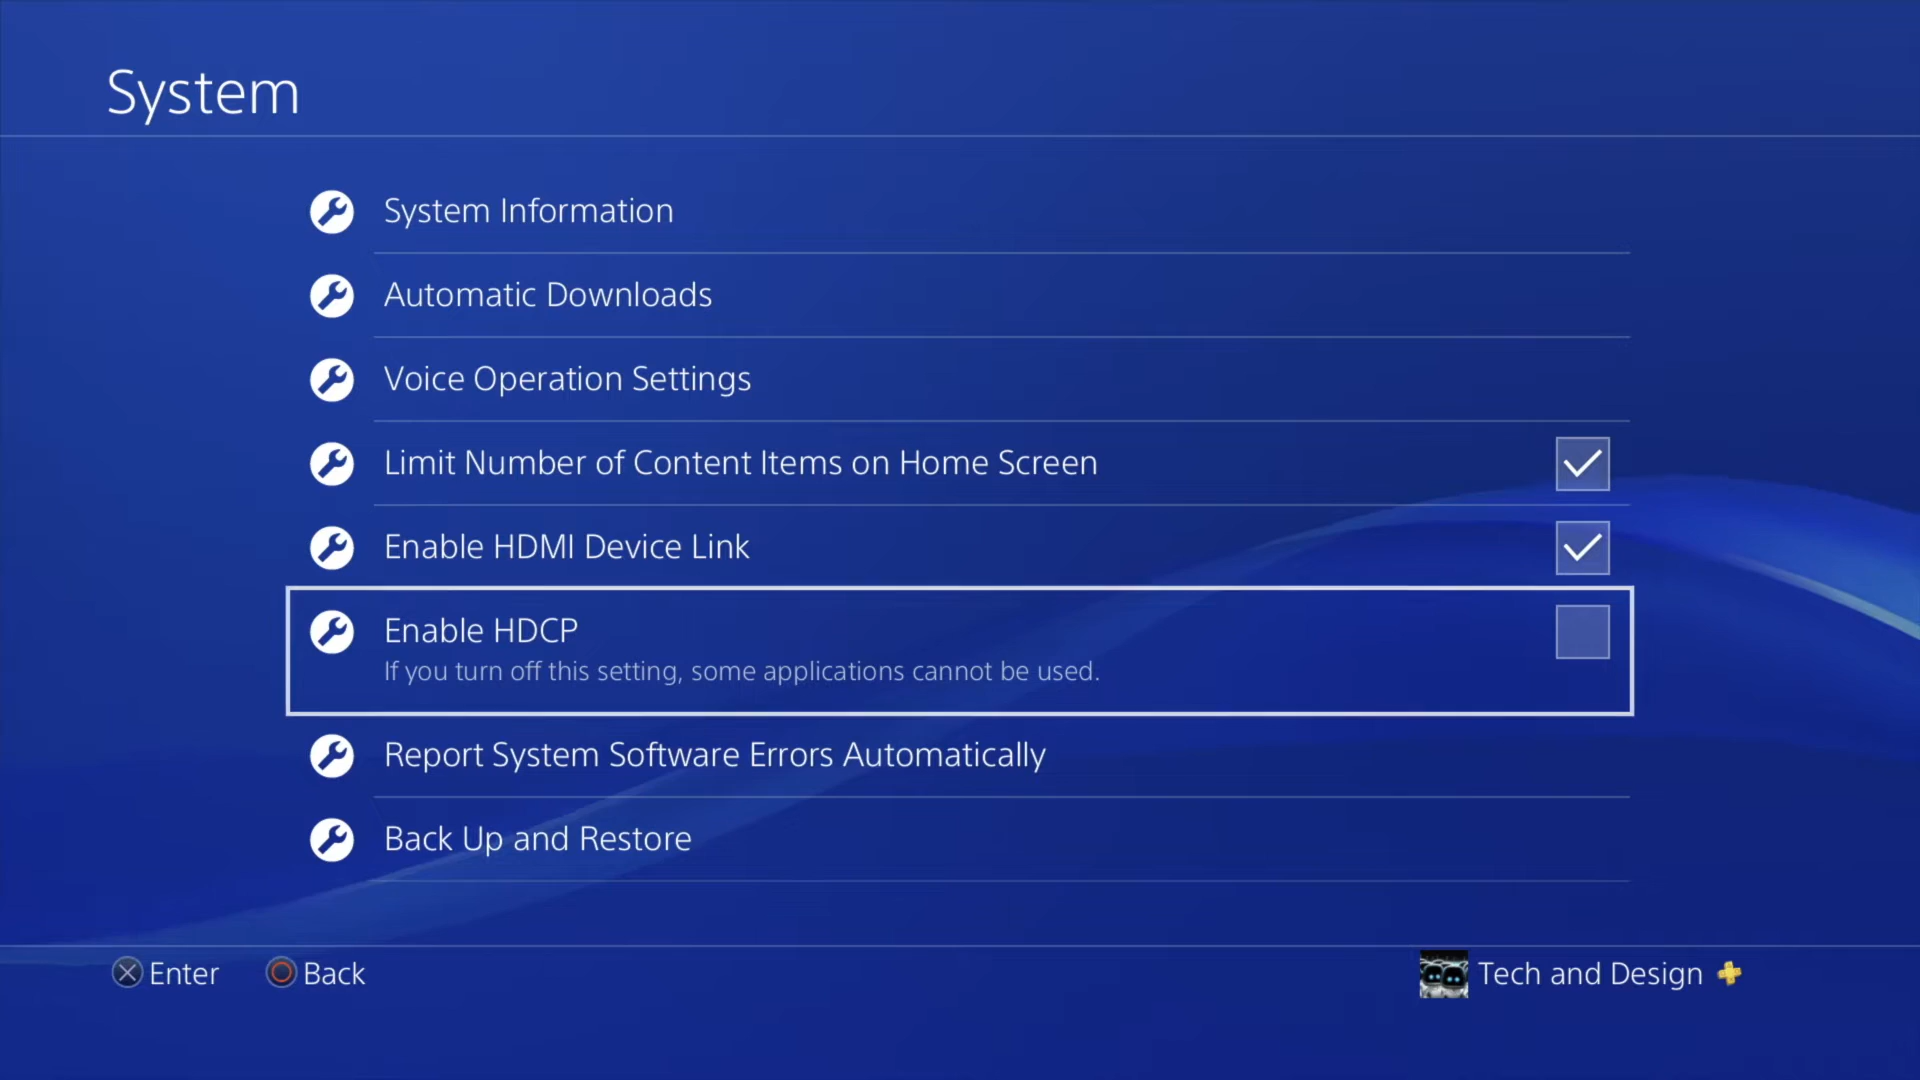 System
System Information
Automatic Downloads
Voice Operation Settings
Limit Number of Content Items on Home Screen
Enable HDMI Device Link
Enable HDCP
If you turn off this setting, some applications cannot be used.
Report System Software Errors Automatically
Back Up and Restore
Enter Back Tech and Design